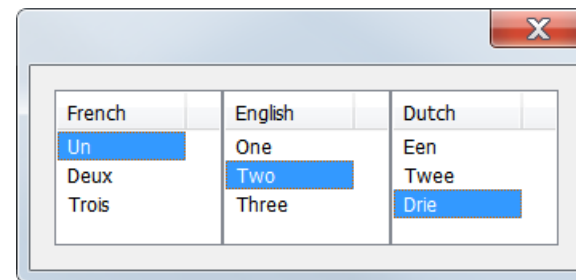 French English Dutch
Un One Een
Deux Two Twee
Trois Three Drie